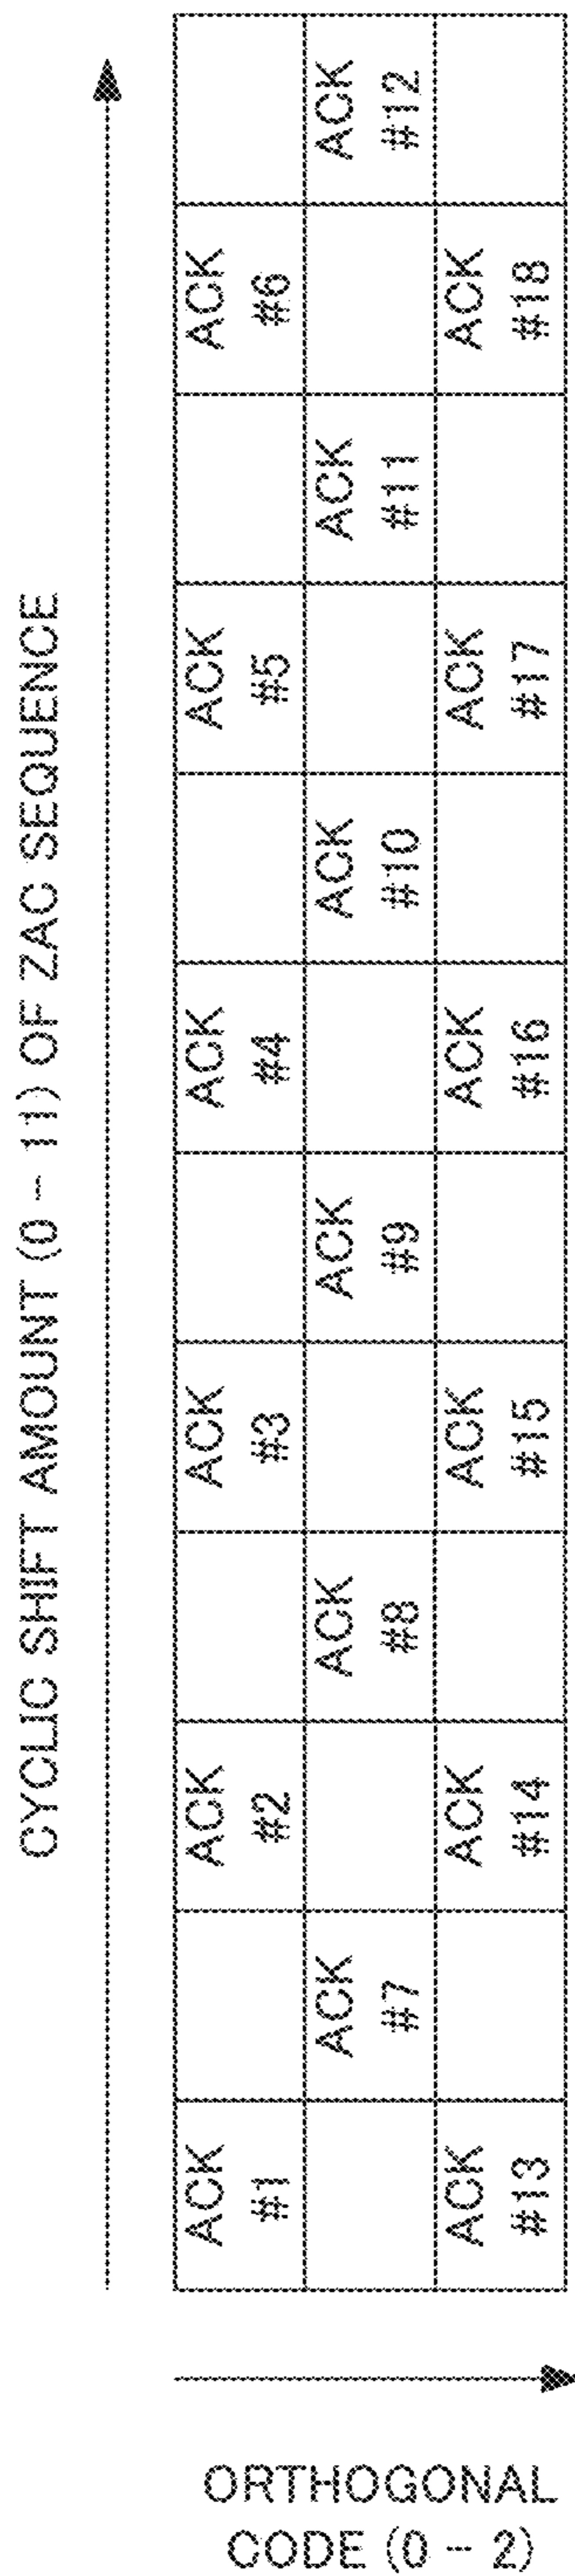 CYCLIC SHIFT AMOUNT (0 - 11) OF ZAC SEQUENCE
ORTHOGONAL
CODE (0 - 2)
ACK
#1
ACK
#2
ACK
#3
ACK
#4
ACK
#5
ACK
#6
ACK
#7
ACK
#8
ACK
#9
ACK
#10
ACK
#11
ACK
#12
ACK
#13
ACK
#14
ACK
#15
ACK
#16
ACK
#17
ACK
#18